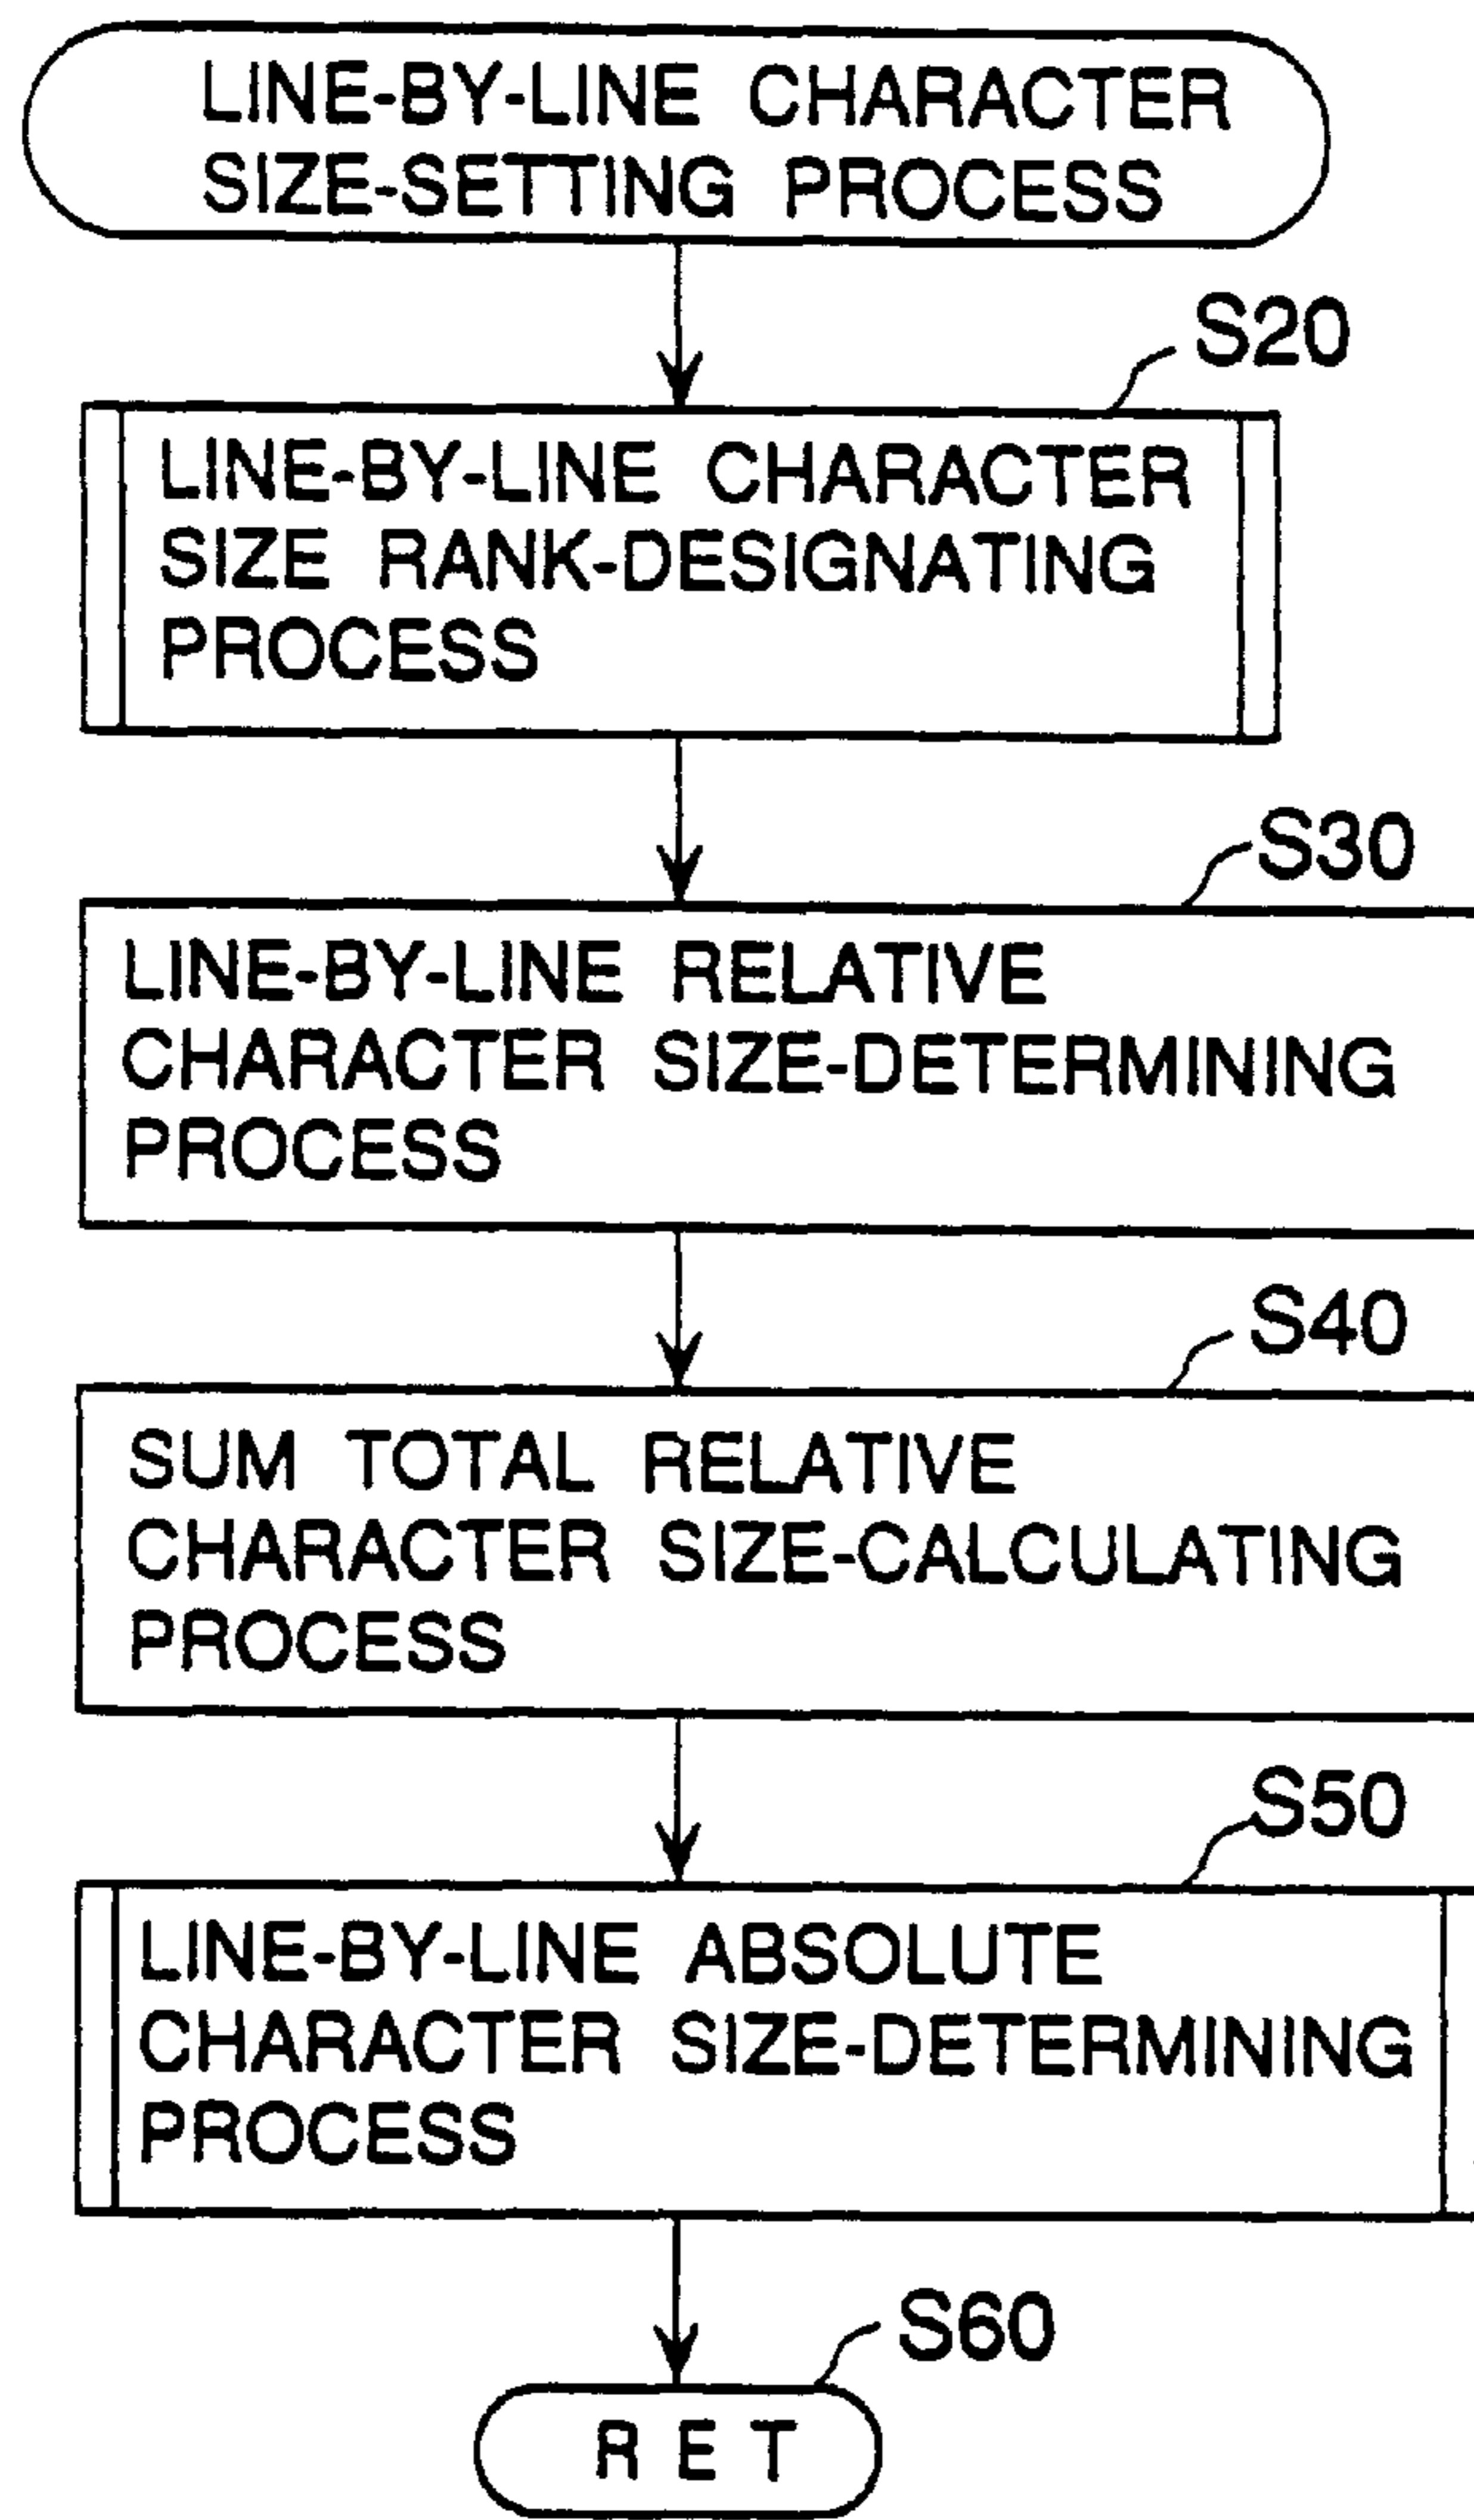 LINE-BY-LINE CHARACTER
SIZE-SETTING PROCESS
S20
LINE-BY-LINE CHARACTER
SIZE RANK-DESIGNATING
PROCESS
S30
LINE-BY-LINE RELATIVE
CHARACTER SIZE-DETERMINING
PROCESS
S40
SUM TOTAL RELATIVE
CHARACTER SIZE-CALCULATING
PROCESS
S50
LINE-BY-LINE ABSOLUTE
CHARACTER SIZE-DETERMINING
PROCESS
S60
RET